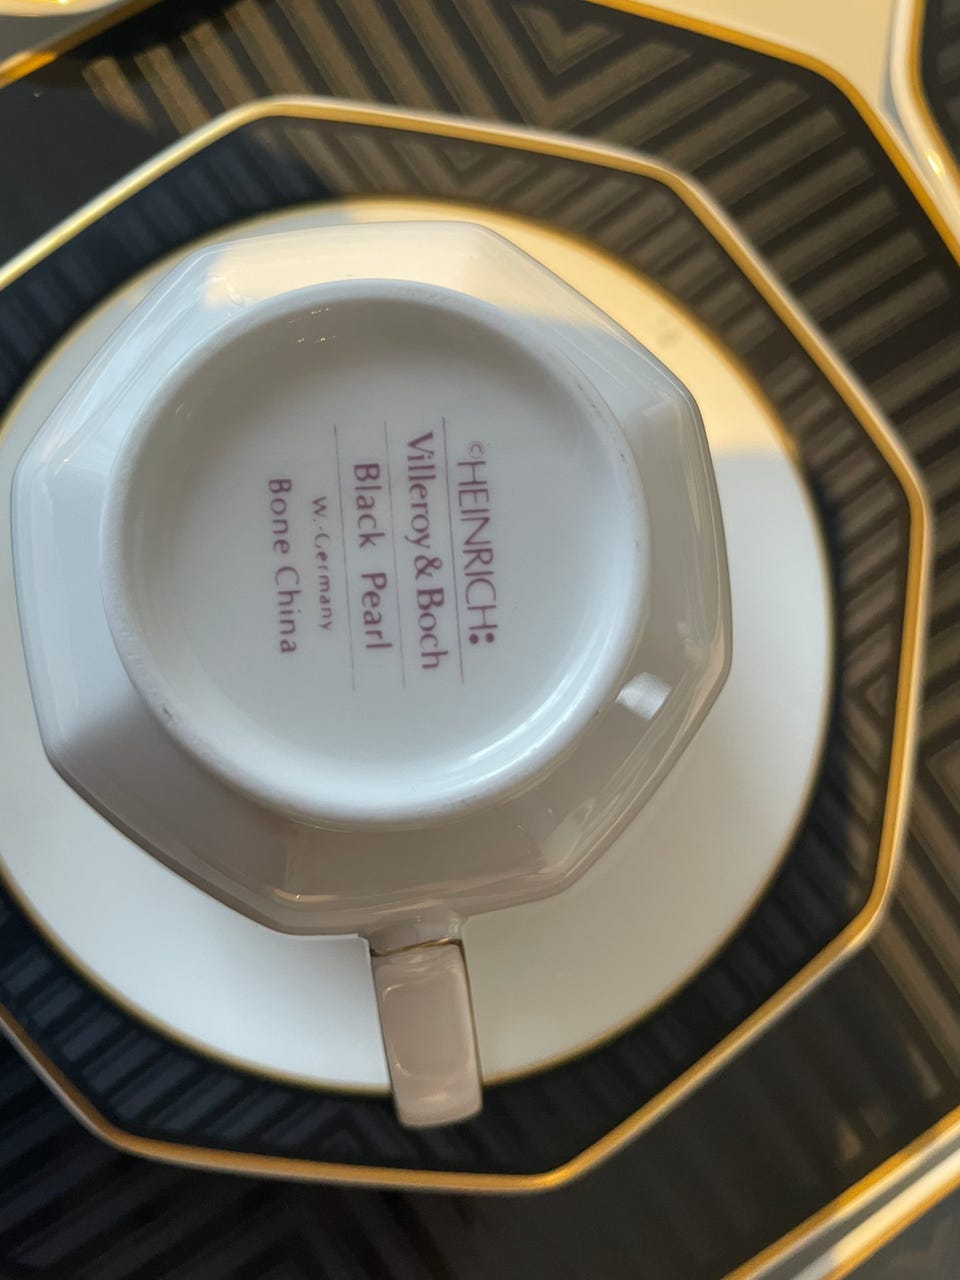 ©HEINRICH:
Villeroy & Boch
Black Pearl
W.-Germany
Bone China